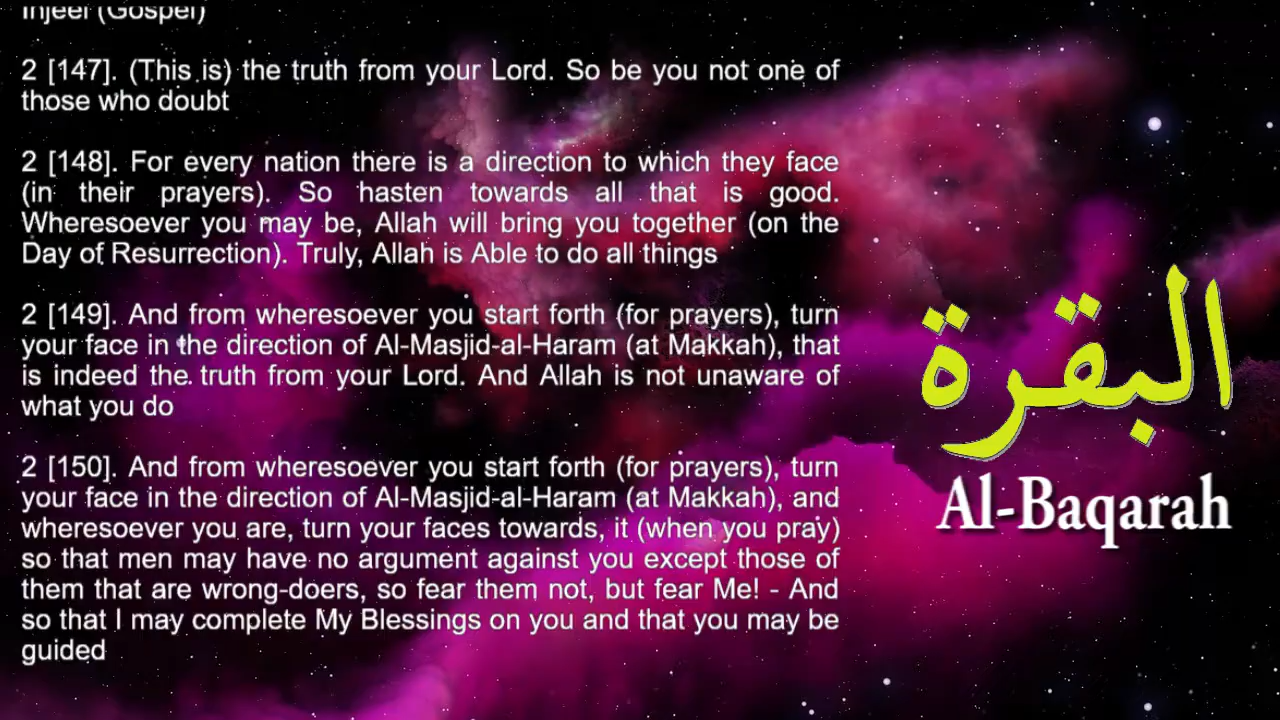 Injeel (Gospel)
2 [147]. (This is) the truth from your Lord. So be you not one of
those who doubt
2 [148]. For every nation there is a direction to which they face
(in their prayers). So hasten towards all that is good.
Wheresoever you may be, Allah will bring you together (on the
Day of Resurrection). Truly, Allah is Able to do all things
2 [149]. And from wheresoever you start forth (for prayers), turn
your face in the direction of Al-Masjid-al-Haram (at Makkah), that
is indeed the truth from your Lord. And Allah is not unaware of
what you do
2 [150]. And from wheresoever you start forth (for prayers), turn
your face in the direction of Al-Masjid-al-Haram (at Makkah), and
wheresoever you are, turn your faces towards, it (when you pray)
so that men may have no argument against you except those of
them that are wrong-doers, so fear them not, but fear Me! - And
so that I may complete My Blessings on you and that you may be
guided
البقرة
Al-Baqarah